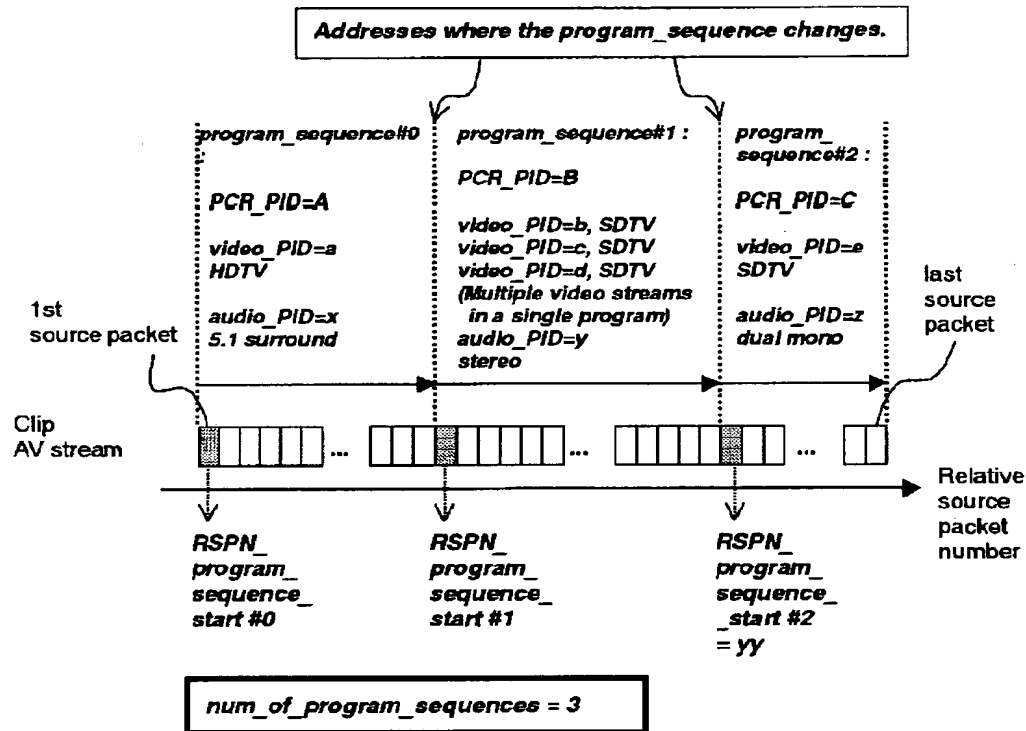 Addresses where the program_sequence changes.
program_sequence#0
:
PCR_PID=A
video_PID=a
HDTV
audio_PID=x
5.1 surround
program_sequence#1 :
PCR_PID=B
video_PID=b, SDTV
video_PID=c, SDTV
video_PID=d, SDTV
(Multiple video streams
in a single program)
audio_PID=y
stereo
program_
sequence#2 :
PCR_PID=C
video_PID=e
SDTV
audio_PID=z
dual mono
1st
source packet
last
source
packet
Clip
AV stream
...
...
...
Relative
source
packet
number
RSPN_
program_
sequence_
start #0
RSPN_
program_
sequence_
start #1
RSPN_
program_
sequence_
_start #2
= yy
num_of_program_sequences = 3